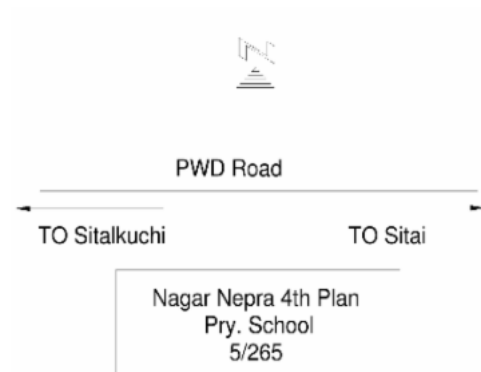 N
PWD Road
TO Sitalkuchi TO Sitai
Nagar Nepra 4th Plan
Pry. School
5/265